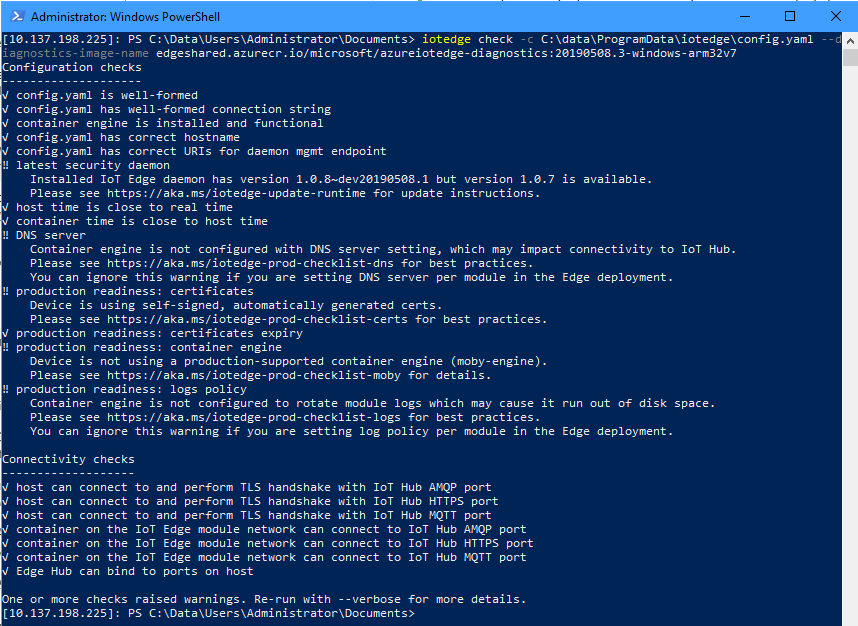 Administrator: Windows PowerShell
[10.137.198.225]: PS C:\Data\Users\Administrator\Documents> iotedge check -c C:\data\ProgramData\iotedge\config.yaml --d
iagnostics-image-name edgeshared.azurecr.io/microsoft/azureiotedge-diagnostics:20190508.3-windows-arm32v7
Configuration checks
--------------------
√ config.yaml is well-formed
√ config.yaml has well-formed connection string
√ container engine is installed and functional
√ config.yaml has correct hostname
√ config.yaml has correct URIs for daemon mgmt endpoint
‼ latest security daemon
    Installed IoT Edge daemon has version 1.0.8~dev20190508.1 but version 1.0.7 is available.
    Please see https://aka.ms/iotedge-update-runtime for update instructions.
√ host time is close to real time
√ container time is close to host time
‼ DNS server
    Container engine is not configured with DNS server setting, which may impact connectivity to IoT Hub.
    Please see https://aka.ms/iotedge-prod-checklist-dns for best practices.
    You can ignore this warning if you are setting DNS server per module in the Edge deployment.
‼ production readiness: certificates
    Device is using self-signed, automatically generated certs.
    Please see https://aka.ms/iotedge-prod-checklist-certs for best practices.
√ production readiness: certificates expiry
‼ production readiness: container engine
    Device is not using a production-supported container engine (moby-engine).
    Please see https://aka.ms/iotedge-prod-checklist-moby for details.
‼ production readiness: logs policy
    Container engine is not configured to rotate module logs which may cause it run out of disk space.
    Please see https://aka.ms/iotedge-prod-checklist-logs for best practices.
    You can ignore this warning if you are setting log policy per module in the Edge deployment.
Connectivity checks
-------------------
√ host can connect to and perform TLS handshake with IoT Hub AMQP port
√ host can connect to and perform TLS handshake with IoT Hub HTTPS port
√ host can connect to and perform TLS handshake with IoT Hub MQTT port
√ container on the IoT Edge module network can connect to IoT Hub AMQP port
√ container on the IoT Edge module network can connect to IoT Hub HTTPS port
√ container on the IoT Edge module network can connect to IoT Hub MQTT port
√ Edge Hub can bind to ports on host
One or more checks raised warnings. Re-run with --verbose for more details.
[10.137.198.225]: PS C:\Data\Users\Administrator\Documents>